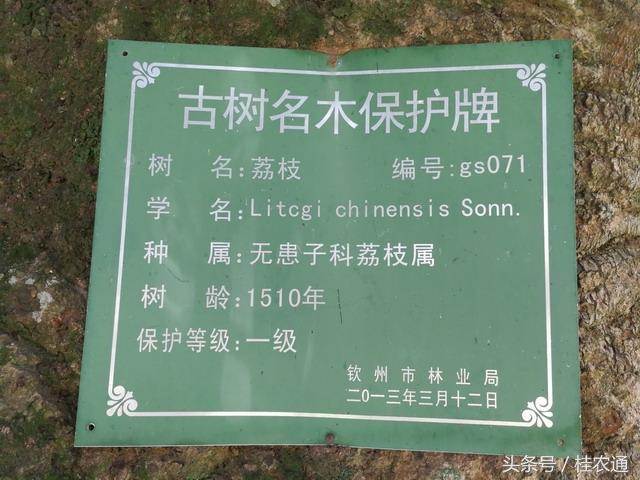 古树名木保护牌
树 名:荔枝 编号:gs071
学 名:Litcgi chinensis Sonn.
种 属:无患子科荔枝属
树 龄:1510年
保护等级:一级
钦州市林业局
二0一三年三月十二日
头条号 / 桂农通